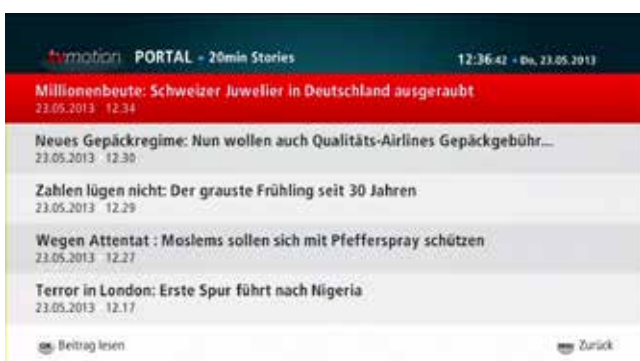 tvmotion PORTAL - 20min Stories 12:36:42 - Do, 23.05.2013
Millionenbeute: Schweizer Juwelier in Deutschland ausgeraubt
23.05.2013 12.34
Neues Gepäckregime: Nun wollen auch Qualitäts-Airlines Gepäckgebühr...
23.05.2013 12.30
Zahlen lügen nicht: Der grauste Frühling seit 30 Jahren
23.05.2013 12.29
Wegen Attentat : Moslems sollen sich mit Pfefferspray schützen
23.05.2013 12.27
Terror in London: Erste Spur führt nach Nigeria
23.05.2013 12.17
OK Beitrag lesen Zurück